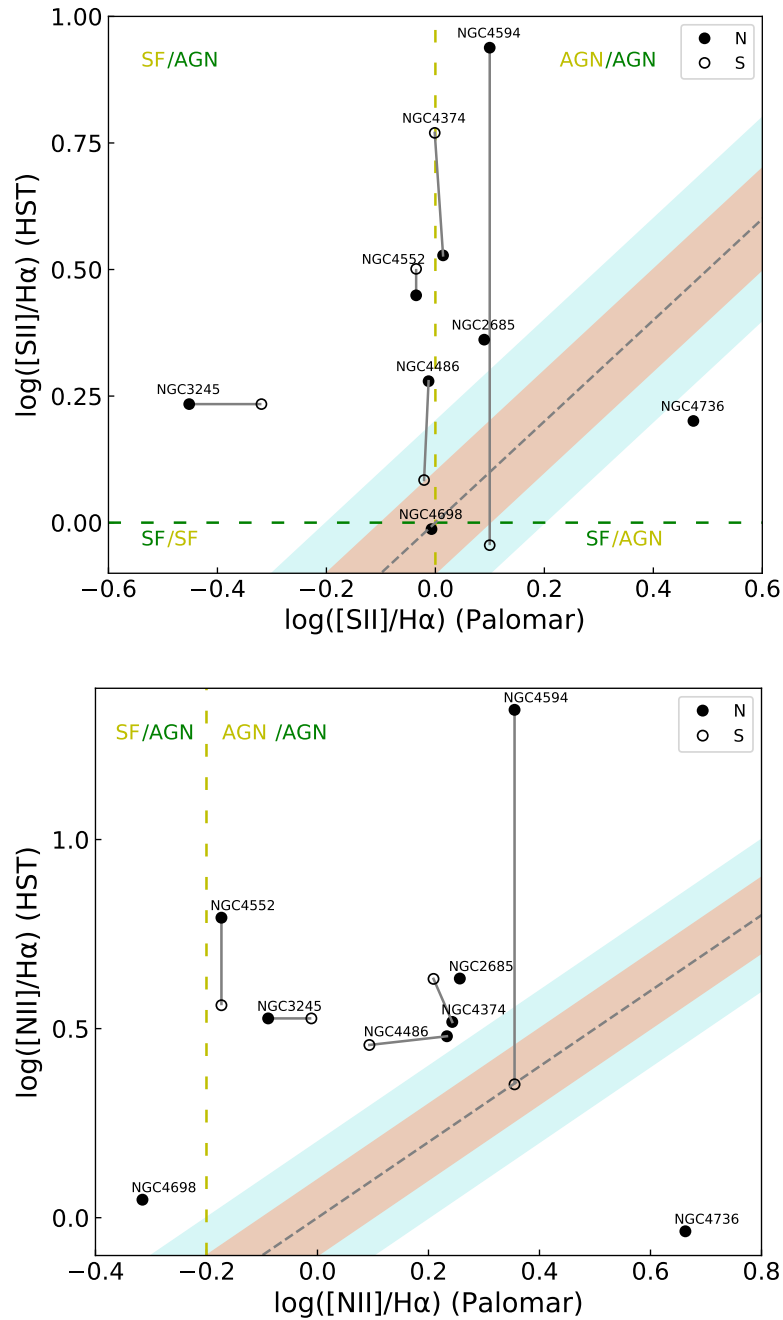 1.00
0.75
0.50
0.25
0.00
log([SII]/Hα) (HST)
SF/AGN
AGN/AGN
N
S
NGC4594
NGC4374
NGC4552
NGC2685
NGC4486
NGC3245
NGC4736
NGC4698
SF/SF
SF/AGN
−0.6 −0.4 −0.2 0.0 0.2 0.4 0.6
log([SII]/Hα) (Palomar)
1.0
0.5
0.0
log([NII]/Hα) (HST)
SF/AGN
AGN /AGN
N
S
NGC4594
NGC4552
NGC2685
NGC3245
NGC4374
NGC4486
NGC4698
NGC4736
−0.4 −0.2 0.0 0.2 0.4 0.6 0.8
log([NII]/Hα) (Palomar)